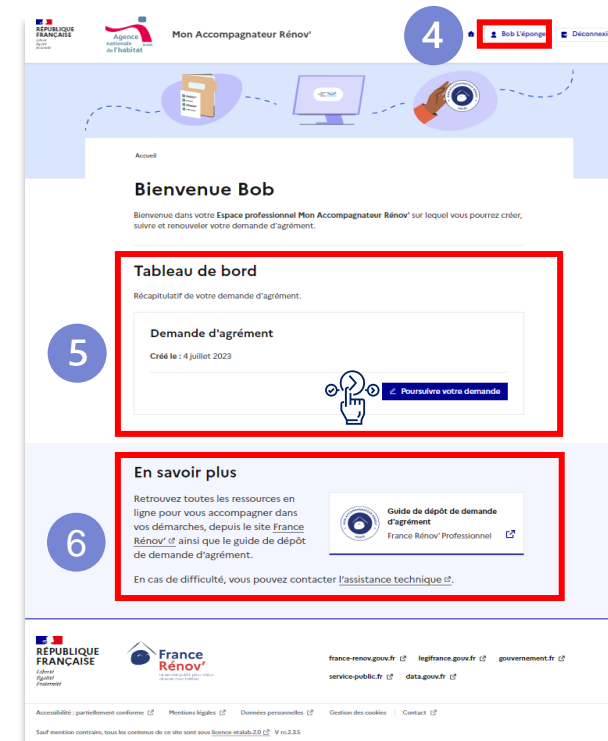 RÉPUBLIQUE
FRANÇAISE
Liberté
Égalité
Fraternité
Agence
nationale
de l'habitat
Mon Accompagnateur Rénov'
4
Bob L'éponge
Déconnexi
Accueil
Bienvenue Bob
Bienvenue dans votre Espace professionnel Mon Accompagnateur Rénov' sur lequel vous pourrez créer,
suivre et renouveler votre demande d'agrément.
5
Tableau de bord
Récapitulatif de votre demande d'agrément.
Demande d'agrément
Créé le : 4 juillet 2023
Poursuivre votre demande
6
En savoir plus
Retrouvez toutes les ressources en
ligne pour vous accompagner dans
vos démarches, depuis le site France
Rénov' ainsi que le guide de dépôt
de demande d'agrément.
Guide de dépôt de demande
d'agrément
France Rénov' Professionnel
En cas de difficulté, vous pouvez contacter l'assistance technique.
RÉPUBLIQUE
FRANÇAISE
Liberté
Égalité
Fraternité
France
Rénov'
france-renov.gouv.fr legifrance.gouv.fr gouvernement.fr
service-public.fr data.gouv.fr
Accessibilité : partiellement conforme Mentions légales Données personnelles Gestion des cookies Contact
Sauf mention contraire, tous les contenus de ce site sont sous licence etalab-2.0 V rc-2.3.5